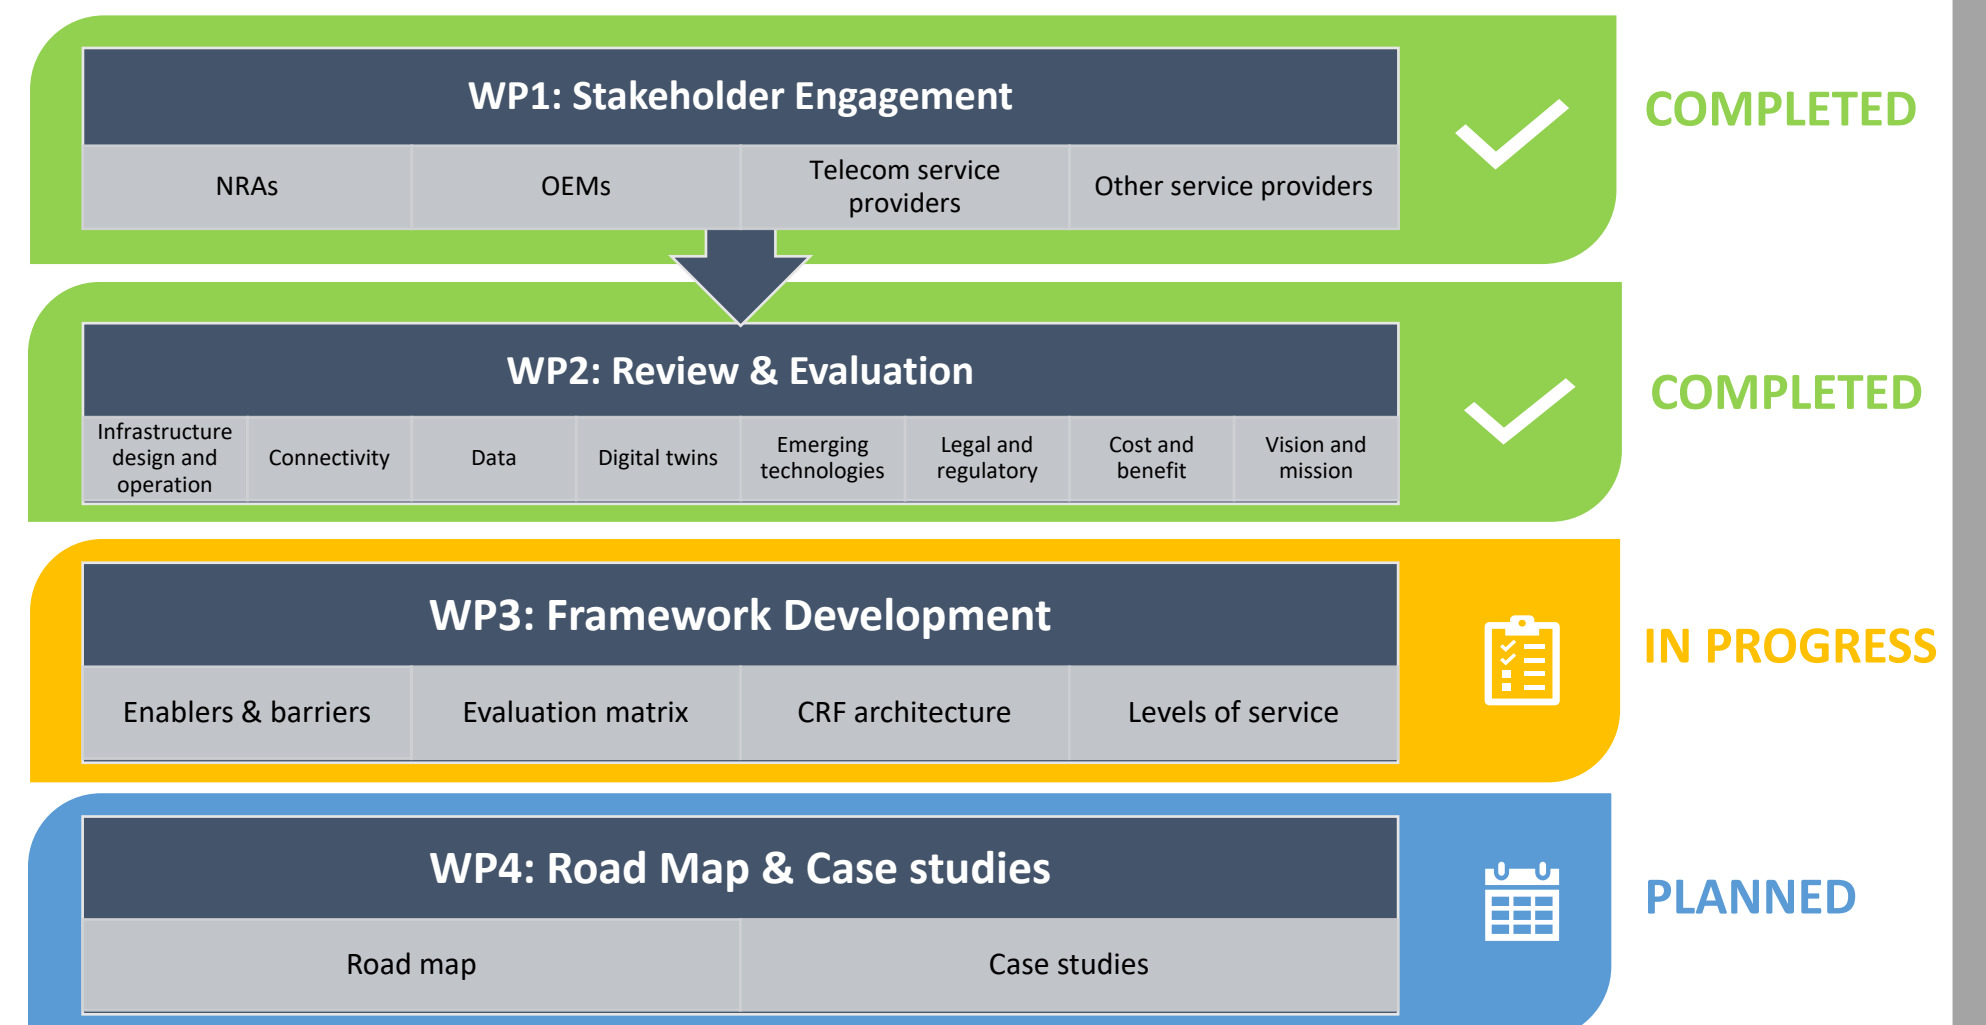 WP1: Stakeholder Engagement
COMPLETED
NRAs
OEMs
Telecom service
providers
Other service providers
WP2: Review & Evaluation
COMPLETED
Infrastructure
design and
operation
Connectivity
Data
Digital twins
Emerging
technologies
Legal and
regulatory
Cost and
benefit
Vision and
mission
WP3: Framework Development
IN PROGRESS
Enablers & barriers
Evaluation matrix
CRF architecture
Levels of service
WP4: Road Map & Case studies
PLANNED
Road map
Case studies